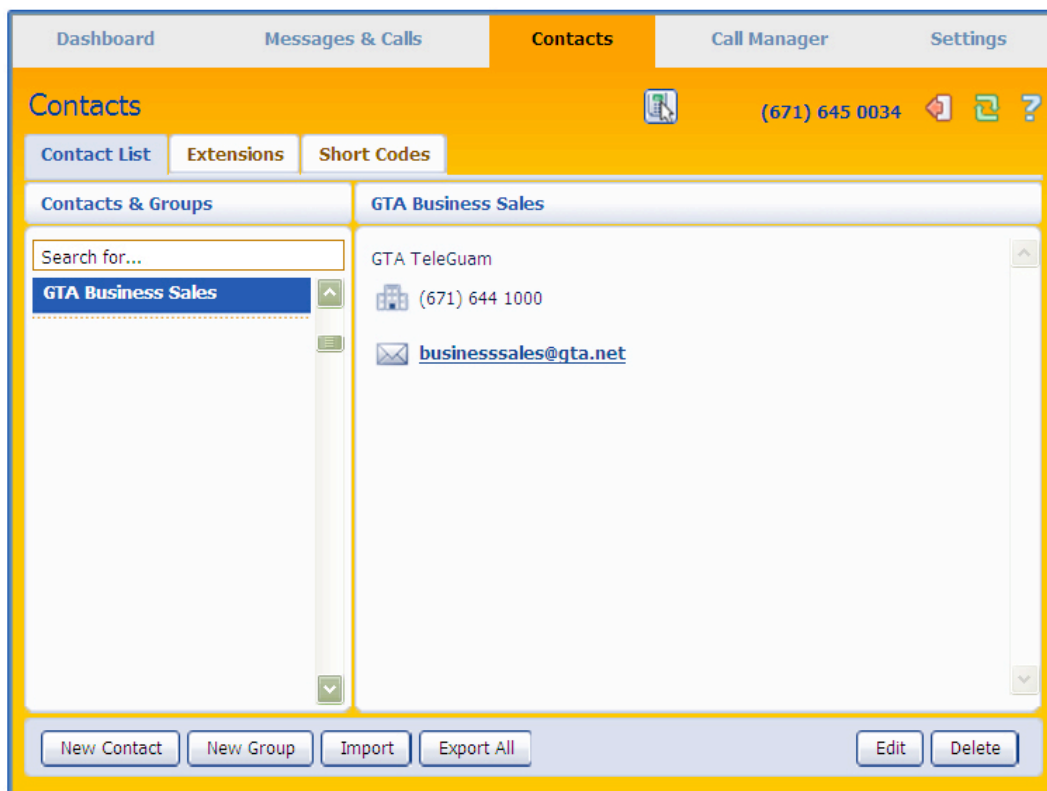 Dashboard Messages & Calls Contacts Call Manager Settings
Contacts (671) 645 0034 ?
Contact List Extensions Short Codes
Contacts & Groups GTA Business Sales
Search for... GTA TeleGuam
GTA Business Sales (671) 644 1000
businesssales@gta.net
New Contact New Group Import Export All Edit Delete